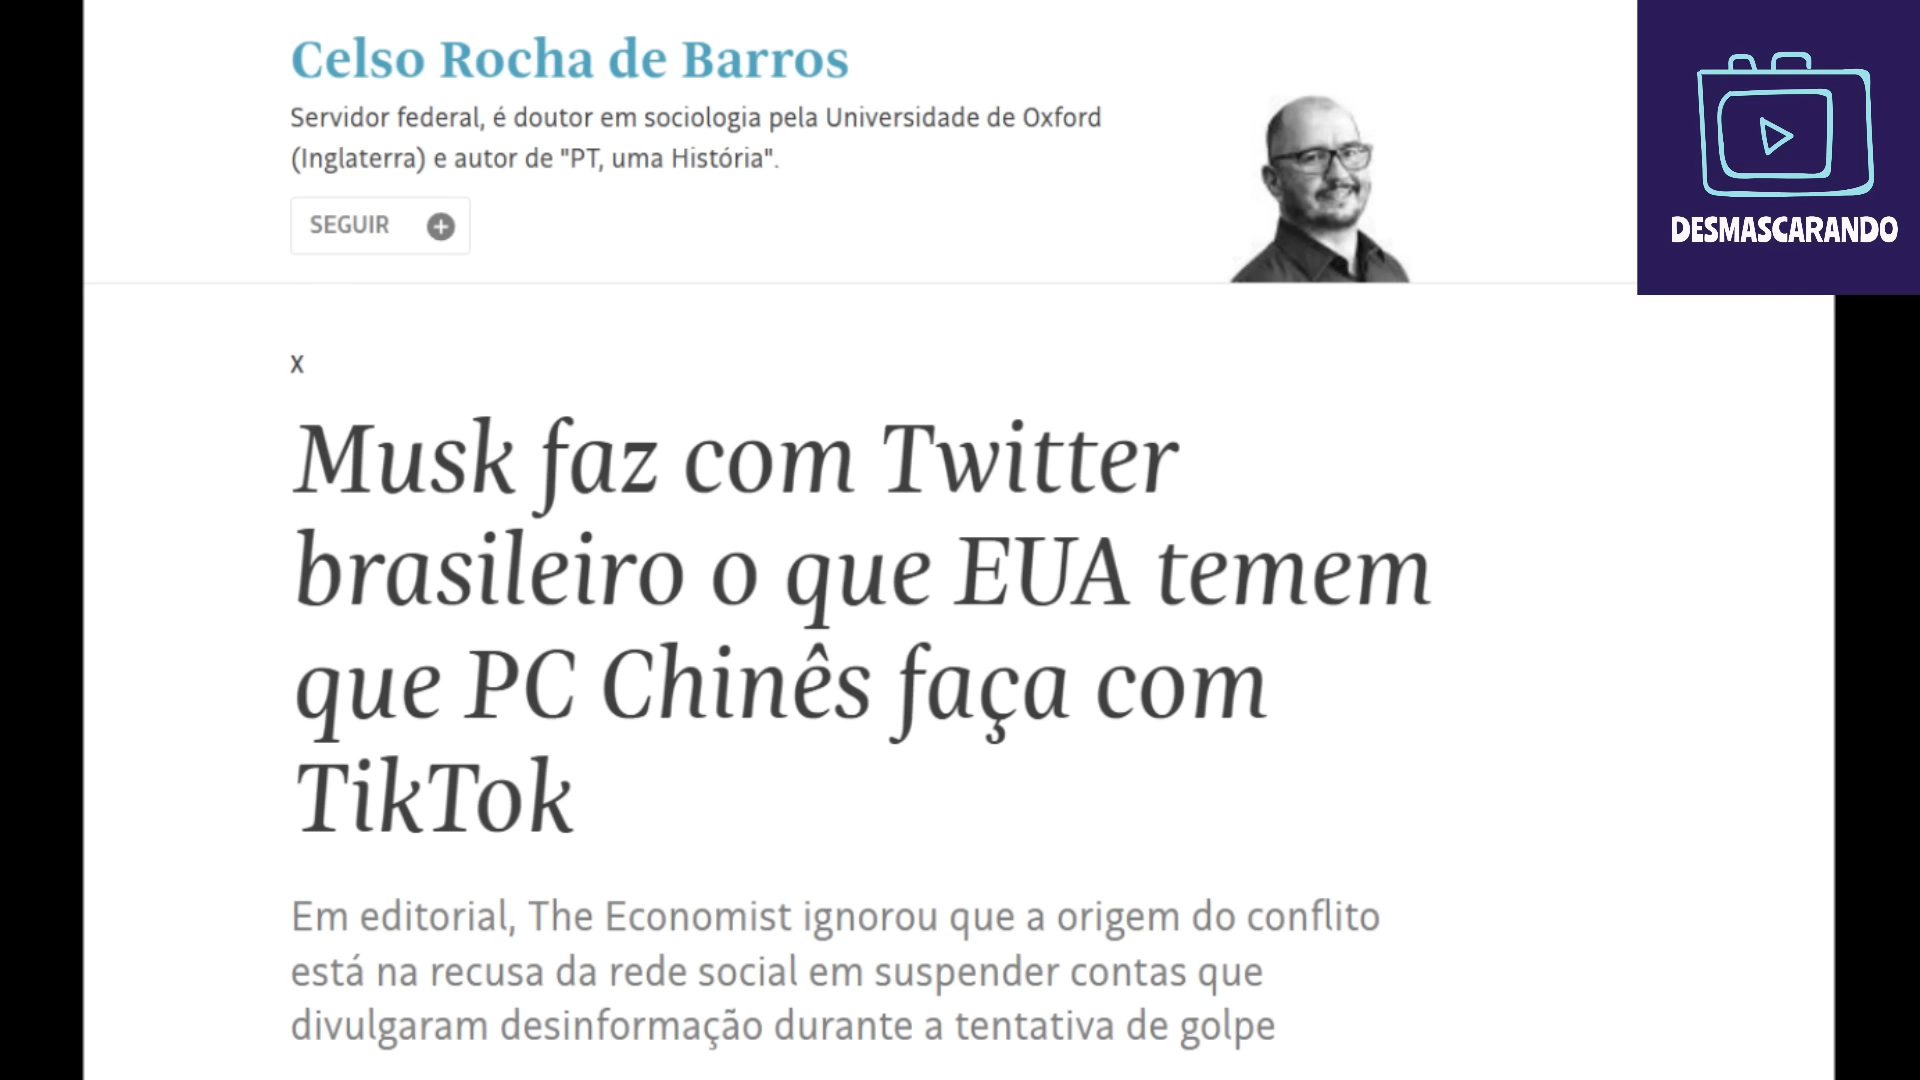 Celso Rocha de Barros
Servidor federal, é doutor em sociologia pela Universidade de Oxford
(Inglaterra) e autor de "PT, uma História".
SEGUIR
DESMASCARANDO
X
Musk faz com Twitter
brasileiro o que EUA temem
que PC Chinês faça com
TikTok
Em editorial, The Economist ignorou que a origem do conflito
está na recusa da rede social em suspender contas que
divulgaram desinformação durante a tentativa de golpe